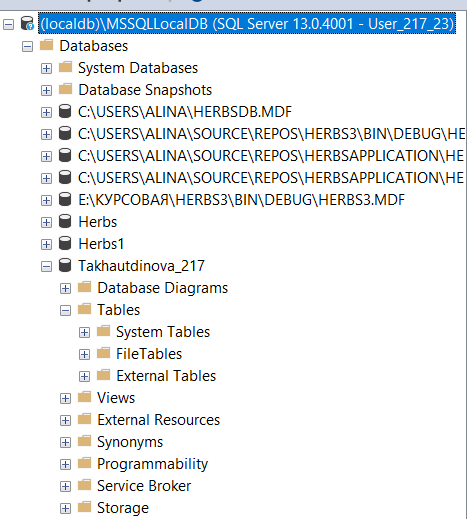 (localdb)\MSSQLLocalDB (SQL Server 13.0.4001 - User_217_23)
Databases
System Databases
Database Snapshots
C:\USERS\ALINA\HERBSDB.MDF
C:\USERS\ALINA\SOURCE\REPOS\HERBS3\BIN\DEBUG\HE
C:\USERS\ALINA\SOURCE\REPOS\HERBSAPPLICATION\HE
C:\USERS\ALINA\SOURCE\REPOS\HERBSAPPLICATION\HE
E:\КУРСОВАЯ\HERBS3\BIN\DEBUG\HERBS3.MDF
Herbs
Herbs1
Takhautdinova_217
Database Diagrams
Tables
System Tables
FileTables
External Tables
Views
External Resources
Synonyms
Programmability
Service Broker
Storage